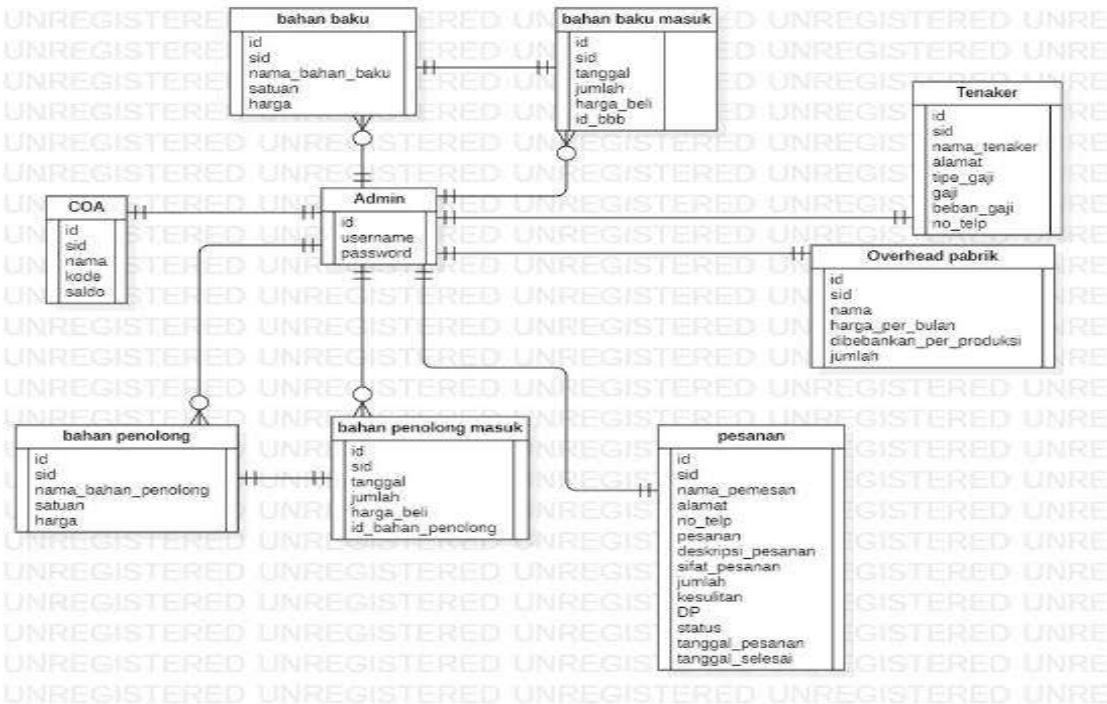 bahan baku
id
sid
nama_bahan_baku
satuan
harga
bahan baku masuk
id
sid
tanggal
jumlah
harga_beli
id_bbb
Tenaker
id
sid
nama_tenaker
alamat
tipe_gaji
gaji
beban_gaji
no_telp
COA
id
sid
nama
kode
saldo
Admin
id
username
password
Overhead pabrik
id
sid
nama
harga_per_bulan
dibebankan_per_produksi
jumlah
bahan penolong
id
sid
nama_bahan_penolong
satuan
harga
bahan penolong masuk
id
sid
tanggal
jumlah
harga_beli
id_bahan_penolong
pesanan
id
sid
nama_pemesan
alamat
no_telp
pesanan
deskripsi_pesanan
sifat_pesanan
jumlah
kesulitan
DP
status
tanggal_pesanan
tanggal_selesai
UNREGISTERED